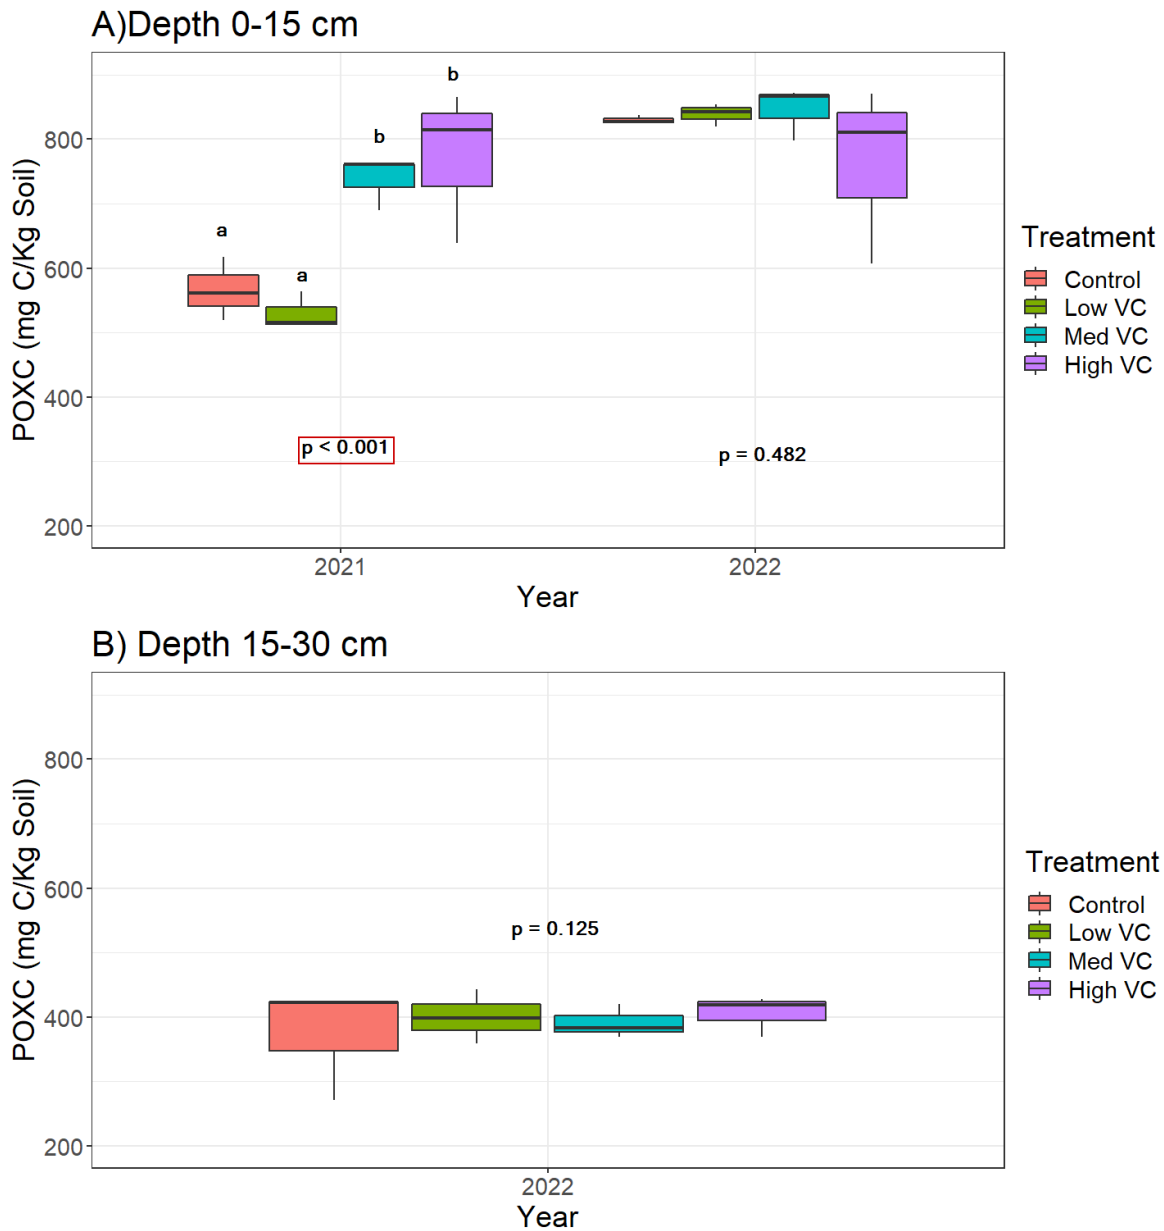 A)Depth 0-15 cm
POXC (mg C/Kg Soil)
800
600
400
200
a
a
b
b
p < 0.001
p = 0.482
2021
2022
Year
Treatment
Control
Low VC
Med VC
High VC
B) Depth 15-30 cm
POXC (mg C/Kg Soil)
800
600
400
200
p = 0.125
2022
Year
Treatment
Control
Low VC
Med VC
High VC